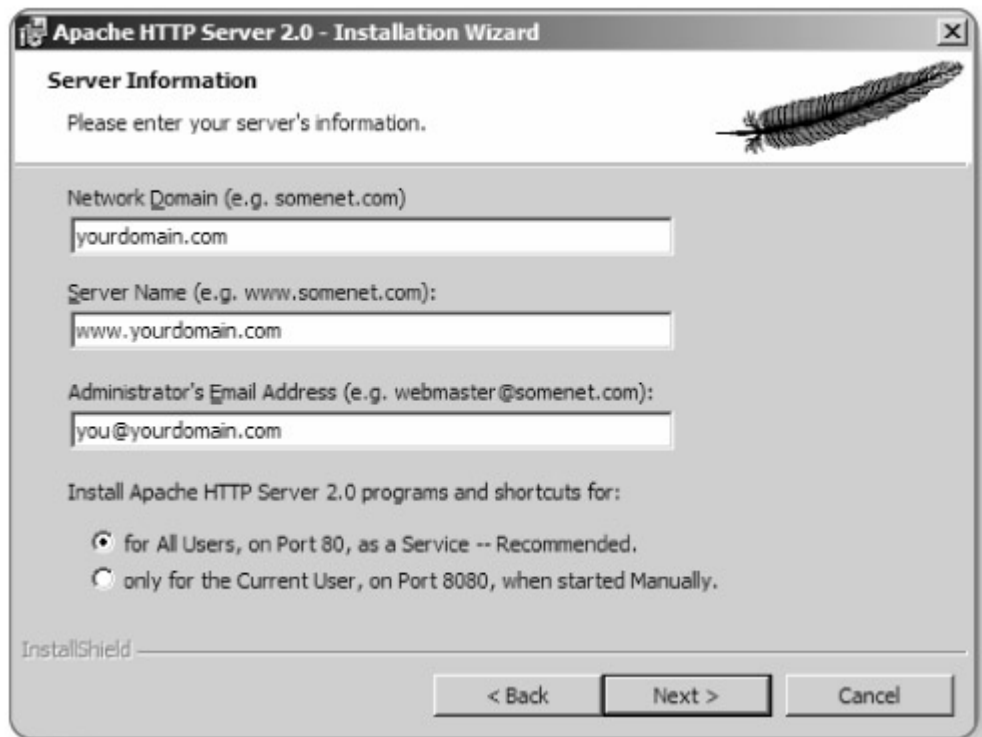 Apache HTTP Server 2.0 - Installation Wizard
Server Information
Please enter your server's information.
Network Domain (e.g. somenet.com)
yourdomain.com
Server Name (e.g. www.somenet.com):
www.yourdomain.com
Administrator's Email Address (e.g. webmaster@somenet.com):
you@yourdomain.com
Install Apache HTTP Server 2.0 programs and shortcuts for:
for All Users, on Port 80, as a Service -- Recommended.
only for the Current User, on Port 8080, when started Manually.
InstallShield
< Back Next > Cancel